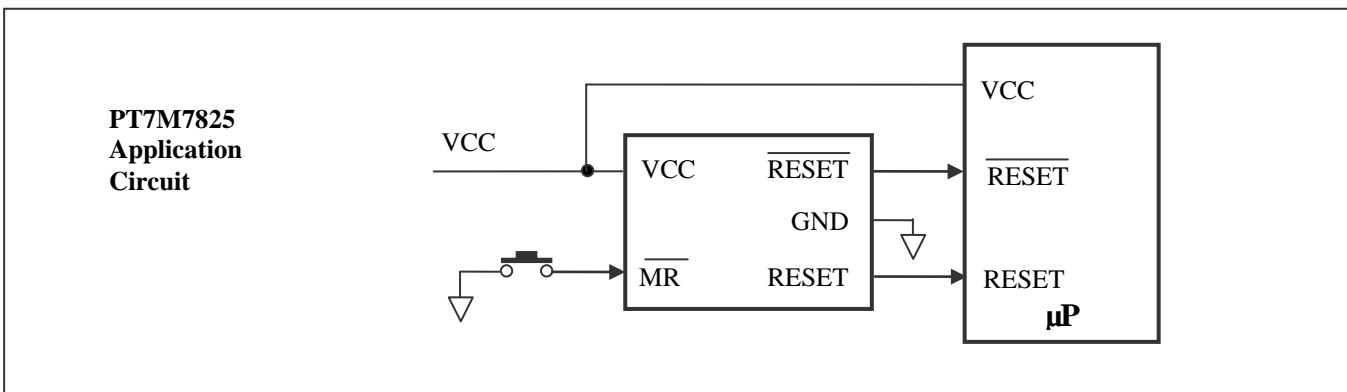 PT7M7825
Application
Circuit
VCC
VCC
RESET
GND
MR
RESET
VCC
RESET
RESET
µP